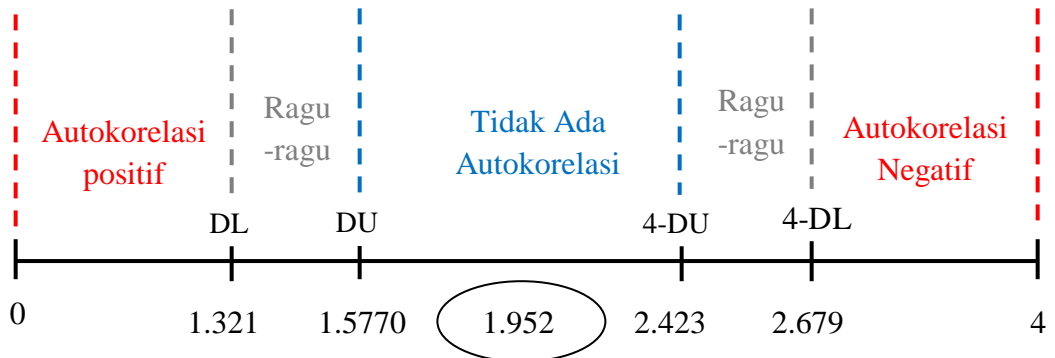 Autokorelasi
positif
Ragu
-ragu
Tidak Ada
Autokorelasi
Ragu
-ragu
Autokorelasi
Negatif
DL DU 4-DU 4-DL
0 1.321 1.5770 1.952 2.423 2.679 4